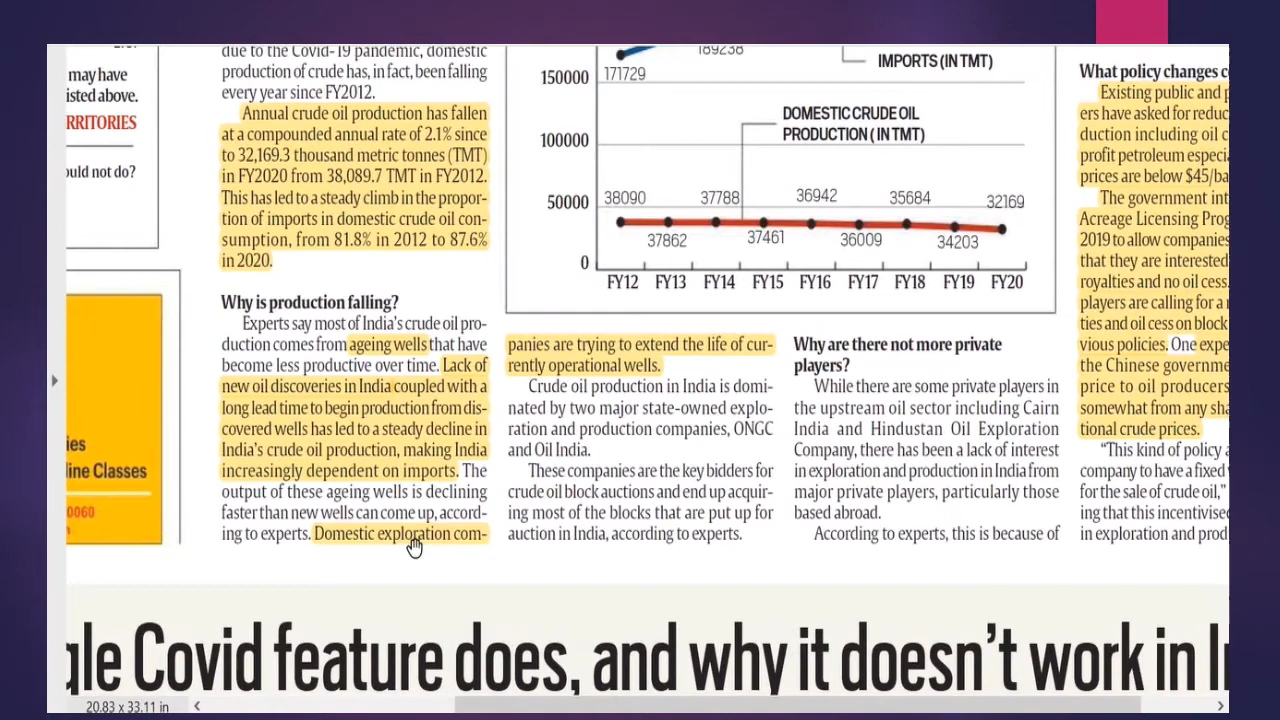 may have
isted above.
RRITORIES
ould not do?
ies
line Classes
0060
due to the Covid-19 pandemic, domestic
production of crude has, in fact, been falling
every year since FY2012.
Annual crude oil production has fallen
at a compounded annual rate of 2.1% since
to 32,169.3 thousand metric tonnes (TMT)
in FY2020 from 38,089.7 TMT in FY2012.
This has led to a steady climb in the propor-
tion of imports in domestic crude oil con-
sumption, from 81.8% in 2012 to 87.6%
in 2020.
Why is production falling?
Experts say most of India's crude oil pro-
duction comes from ageing wells that have
become less productive over time. Lack of
new oil discoveries in India coupled with a
long lead time to begin production from dis-
covered wells has led to a steady decline in
India's crude oil production, making India
increasingly dependent on imports. The
output of these ageing wells is declining
faster than new wells can come up, accord-
ing to experts. Domestic exploration com-
189238
171729
IMPORTS (IN TMT)
150000
DOMESTIC CRUDE OIL
PRODUCTION ( IN TMT)
100000
50000
0
38090 37788 36942 35684 32169
37862 37461 36009 34203
FY12 FY13 FY14 FY15 FY16 FY17 FY18 FY19 FY20
panies are trying to extend the life of cur-
rently operational wells.
Crude oil production in India is domi-
nated by two major state-owned explo-
ration and production companies, ONGC
and Oil India.
These companies are the key bidders for
crude oil block auctions and end up acquir-
ing most of the blocks that are put up for
auction in India, according to experts.
Why are there not more private
players?
While there are some private players in
the upstream oil sector including Cairn
India and Hindustan Oil Exploration
Company, there has been a lack of interest
in exploration and production in India from
major private players, particularly those
based abroad.
According to experts, this is because of
What policy changes c
Existing public and p
ers have asked for reduc
duction including oil c
profit petroleum especi
prices are below $45/ba
The government int
Acreage Licensing Prog
2019 to allow companies
that they are interested
royalties and no oil cess.
players are calling for a
ties and oil cess on block
vious policies. One expe
the Chinese governme
price to oil producers
somewhat from any sha
tional crude prices.
"This kind of policy a
company to have a fixed
for the sale of crude oil,"
ing that this incentivised
in exploration and prod
gle Covid feature does, and why it doesn't work in I
20.83 x 33.11 in